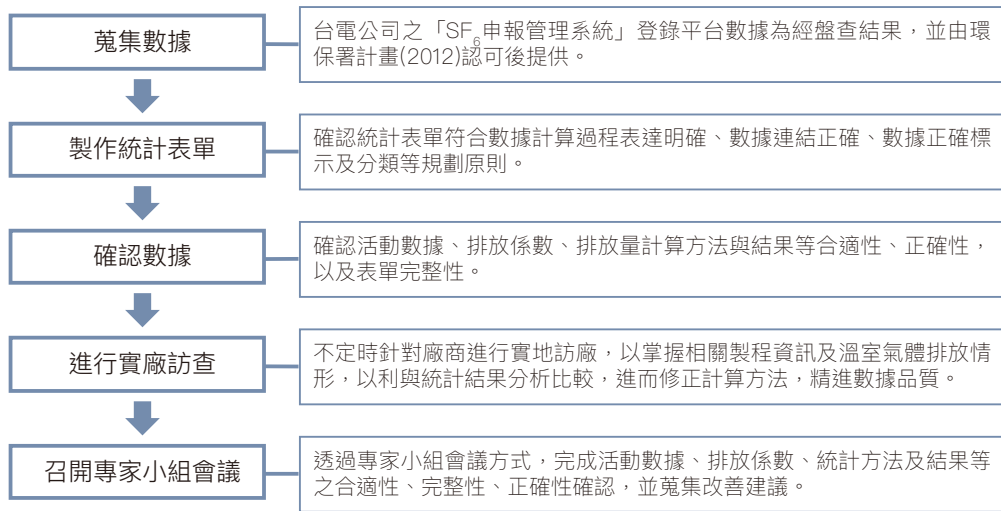 蒐集數據
台電公司之「SF₆申報管理系統」登錄平台數據為經盤查結果，並由環
保署計畫(2012)認可後提供。
製作統計表單
確認統計表單符合數據計算過程表達明確、數據連結正確、數據正確標
示及分類等規劃原則。
確認數據
確認活動數據、排放係數、排放量計算方法與結果等合適性、正確性，
以及表單完整性。
進行實廠訪查
不定時針對廠商進行實地訪廠，以掌握相關製程資訊及溫室氣體排放情
形，以利與統計結果分析比較，進而修正計算方法，精進數據品質。
召開專家小組會議
透過專家小組會議方式，完成活動數據、排放係數、統計方法及結果等
之合適性、完整性、正確性確認，並蒐集改善建議。